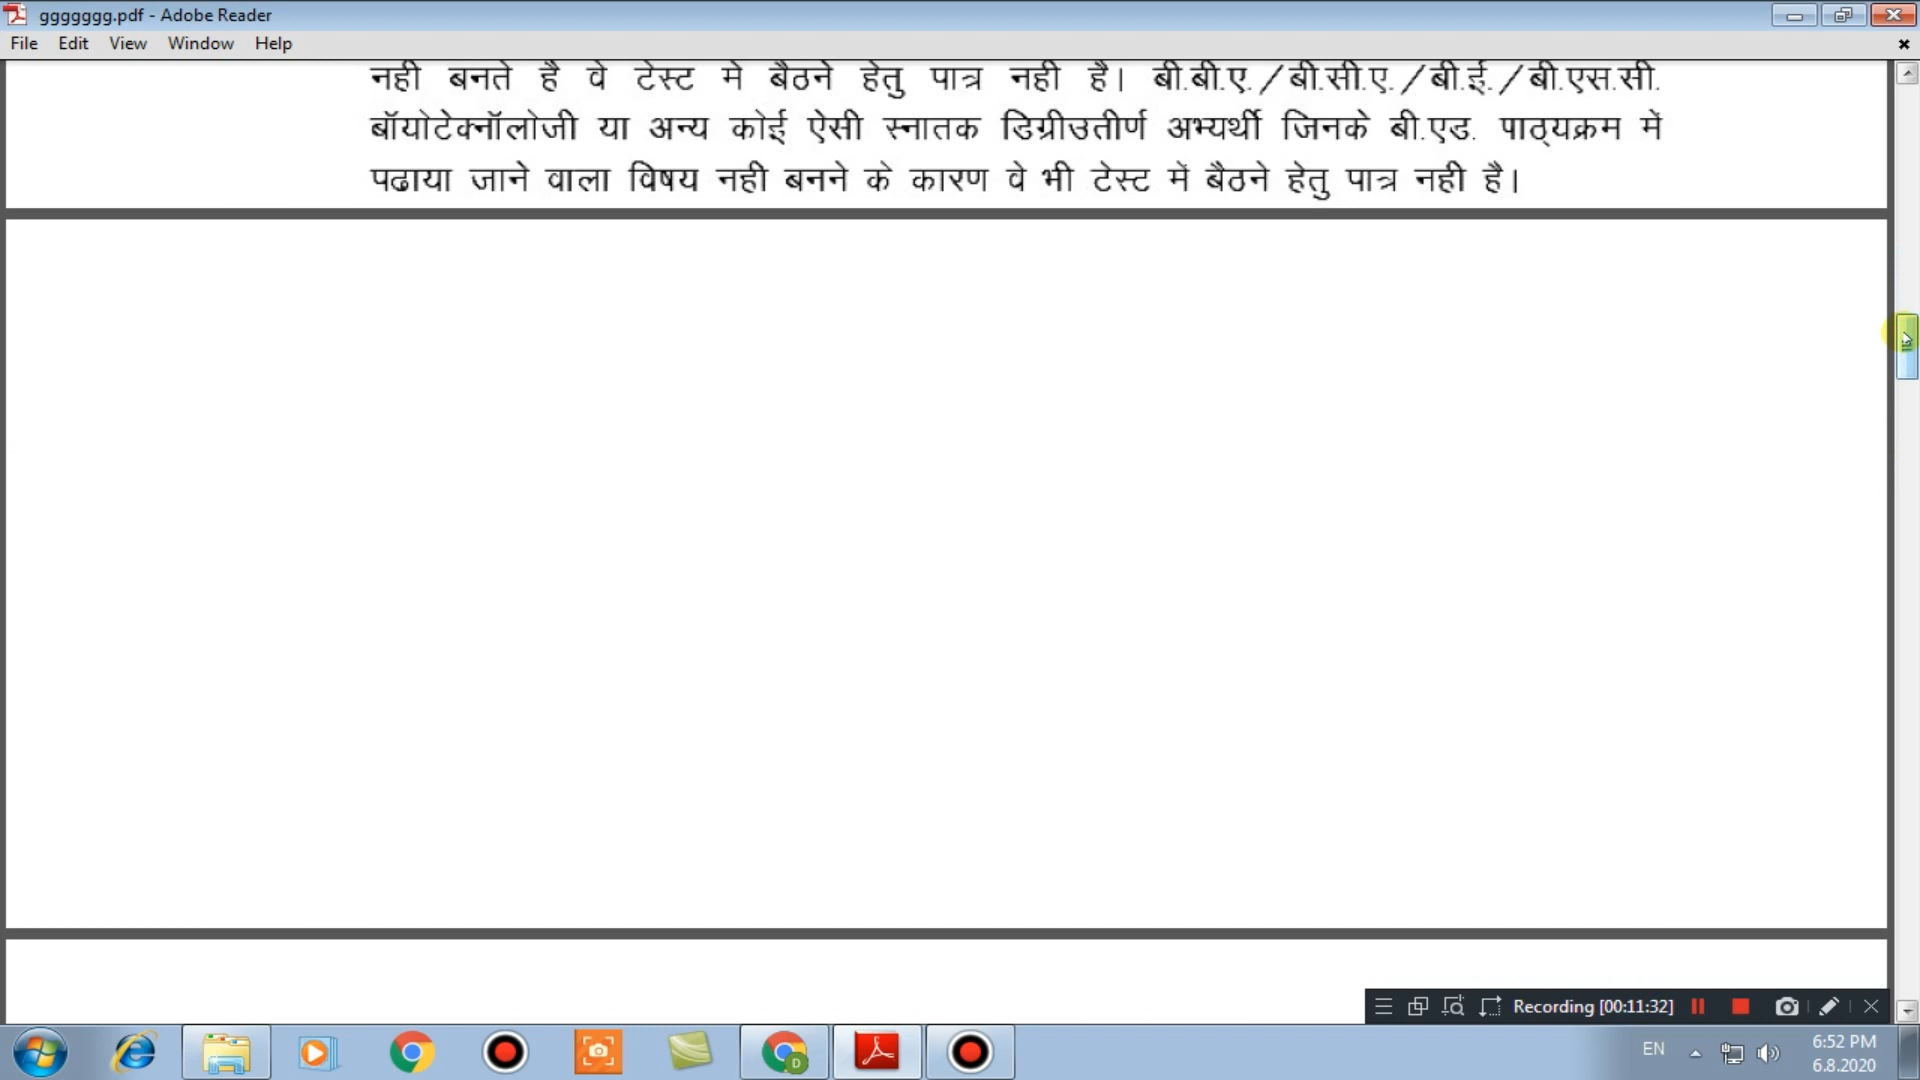 ggggggg.pdf - Adobe Reader
File Edit View Window Help
नही बनते है वे टेस्ट मे बैठने हेतु पात्र नही है। बी.बी.ए./बी.सी.ए./बी.ई./बी.एस.सी.
बॉयोटेक्नॉलोजी या अन्य कोई ऐसी स्नातक डिग्रीउतीर्ण अभ्यर्थी जिनके बी.एड. पाठ्यक्रम में
पढाया जाने वाला विषय नही बनने के कारण वे भी टेस्ट में बैठने हेतु पात्र नही है।
Recording [00:11:32]
D
EN
6:52 PM
6.8.2020